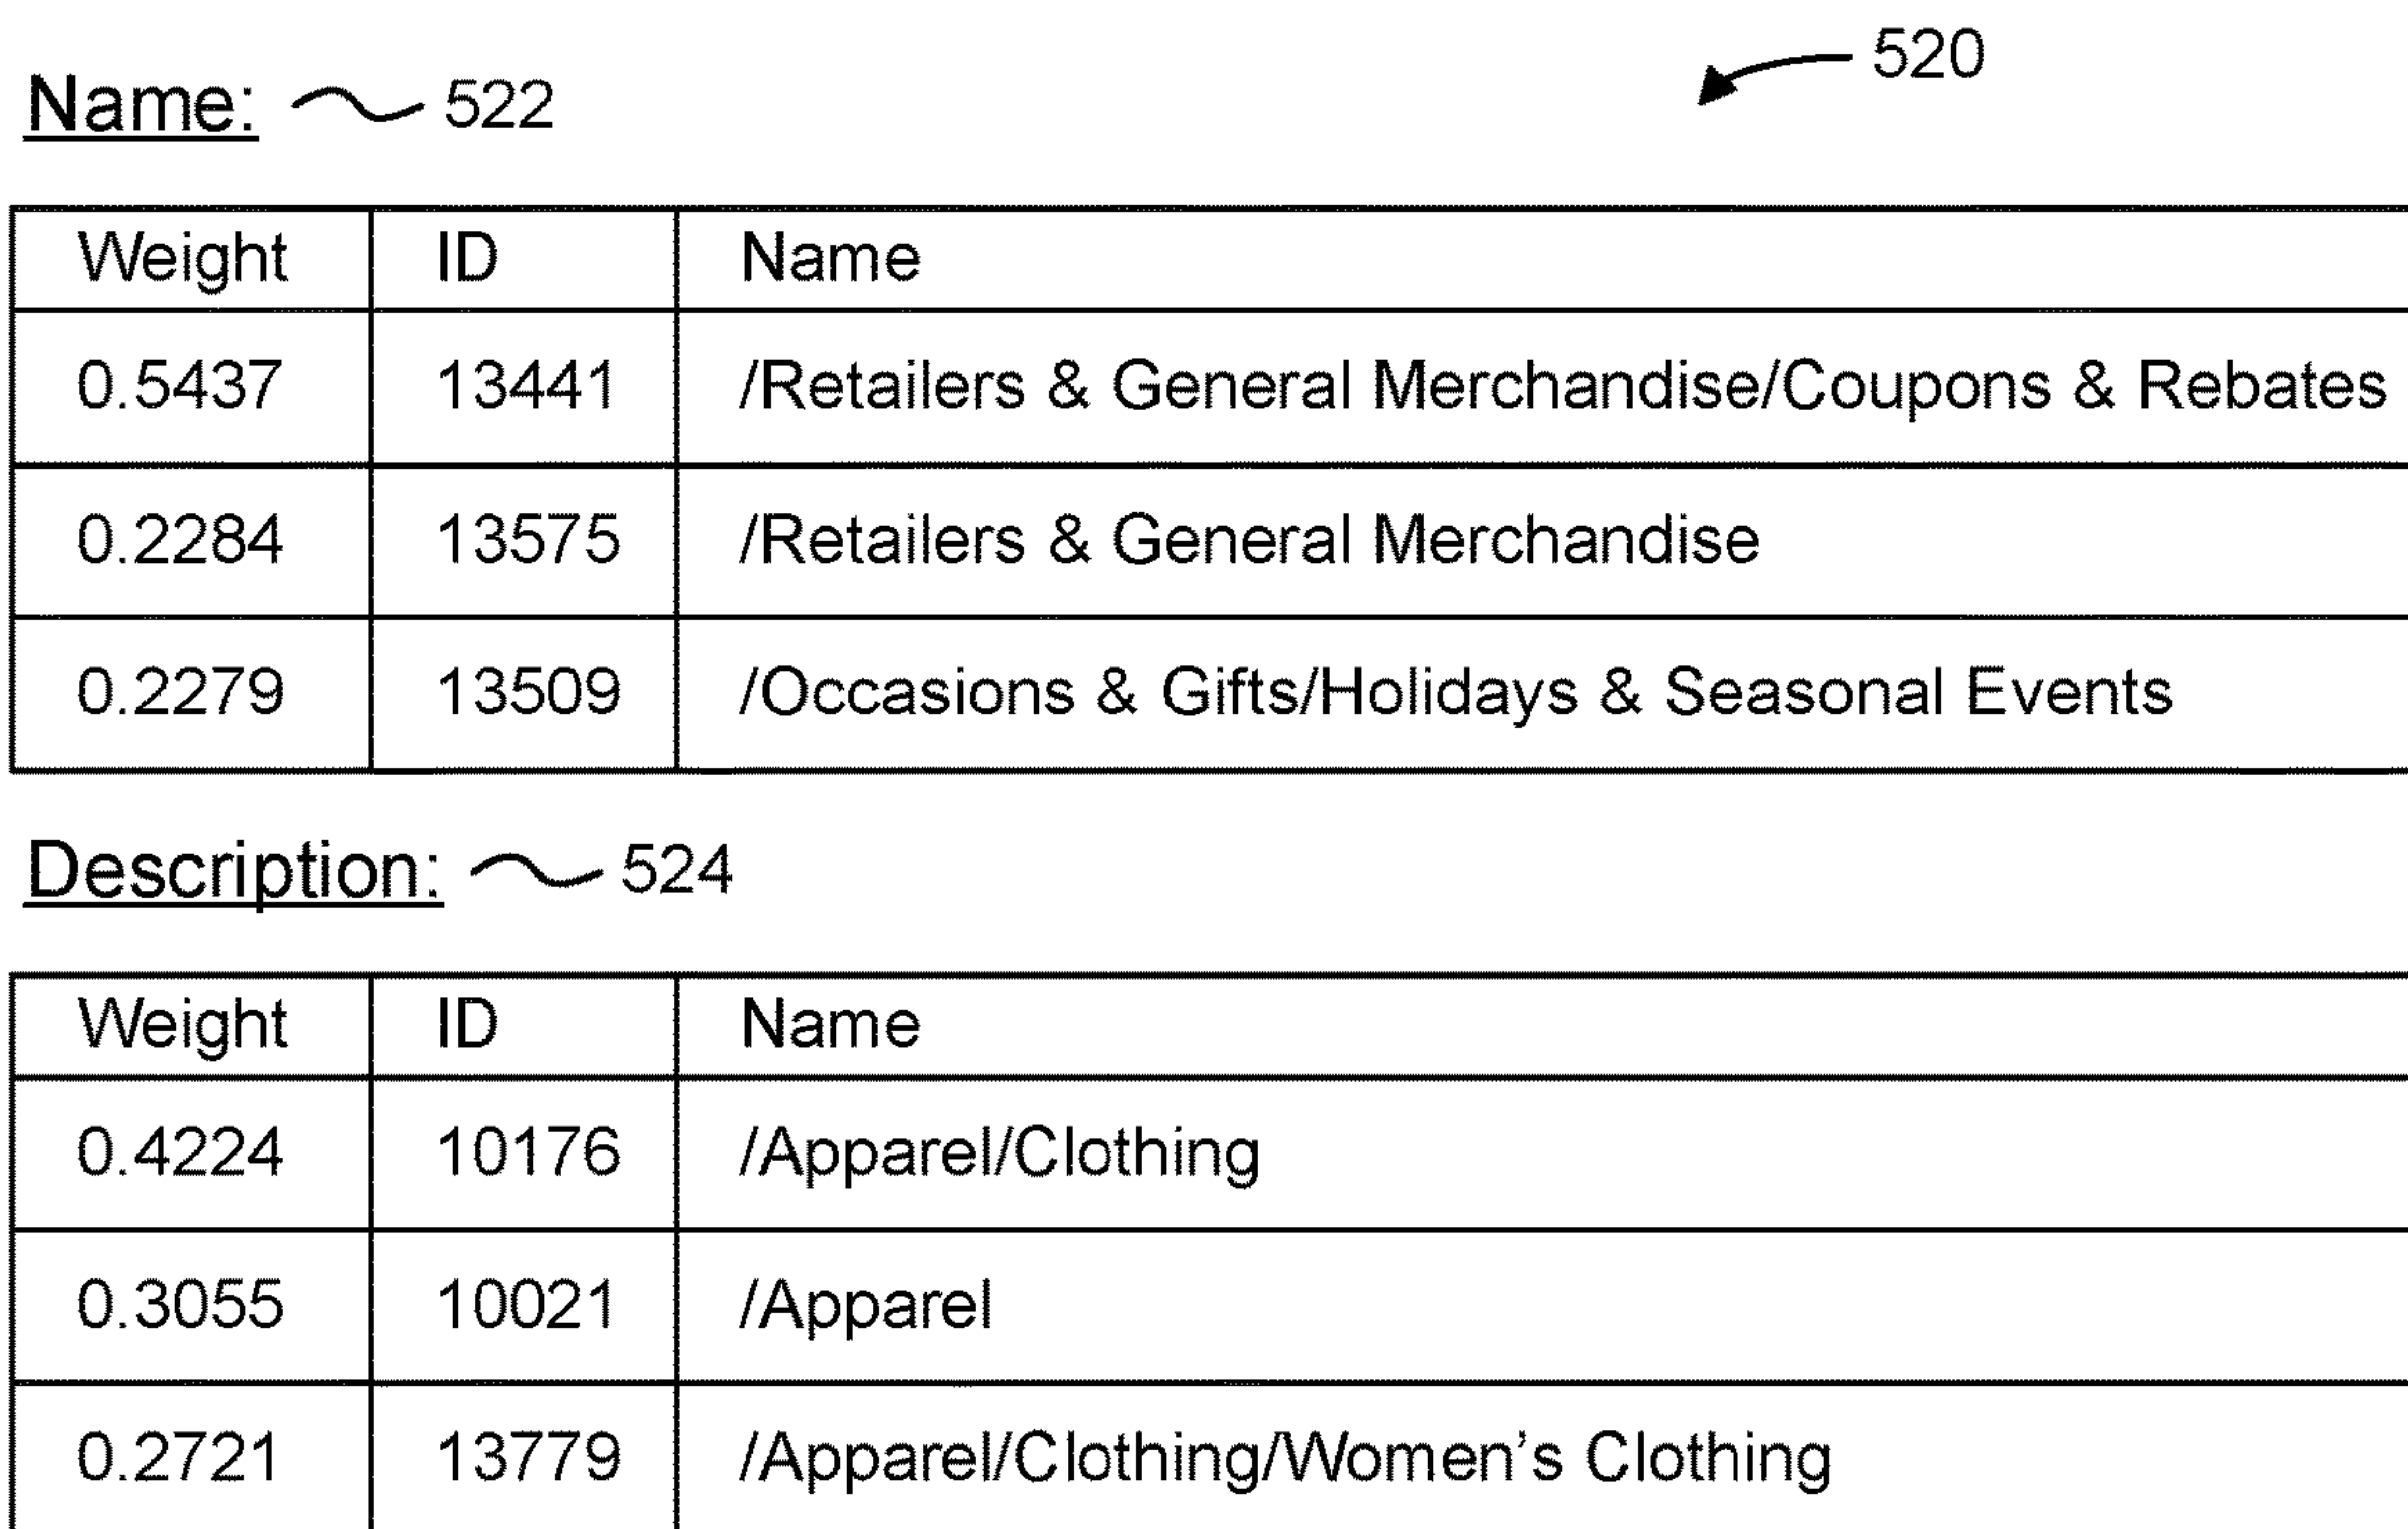 520
Name: 522
Weight ID Name
0.5437 13441 /Retailers & General Merchandise/Coupons & Rebates
0.2284 13575 /Retailers & General Merchandise
0.2279 13509 /Occasions & Gifts/Holidays & Seasonal Events
Description: 524
Weight ID Name
0.4224 10176 /Apparel/Clothing
0.3055 10021 /Apparel
0.2721 13779 /Apparel/Clothing/Women’s Clothing